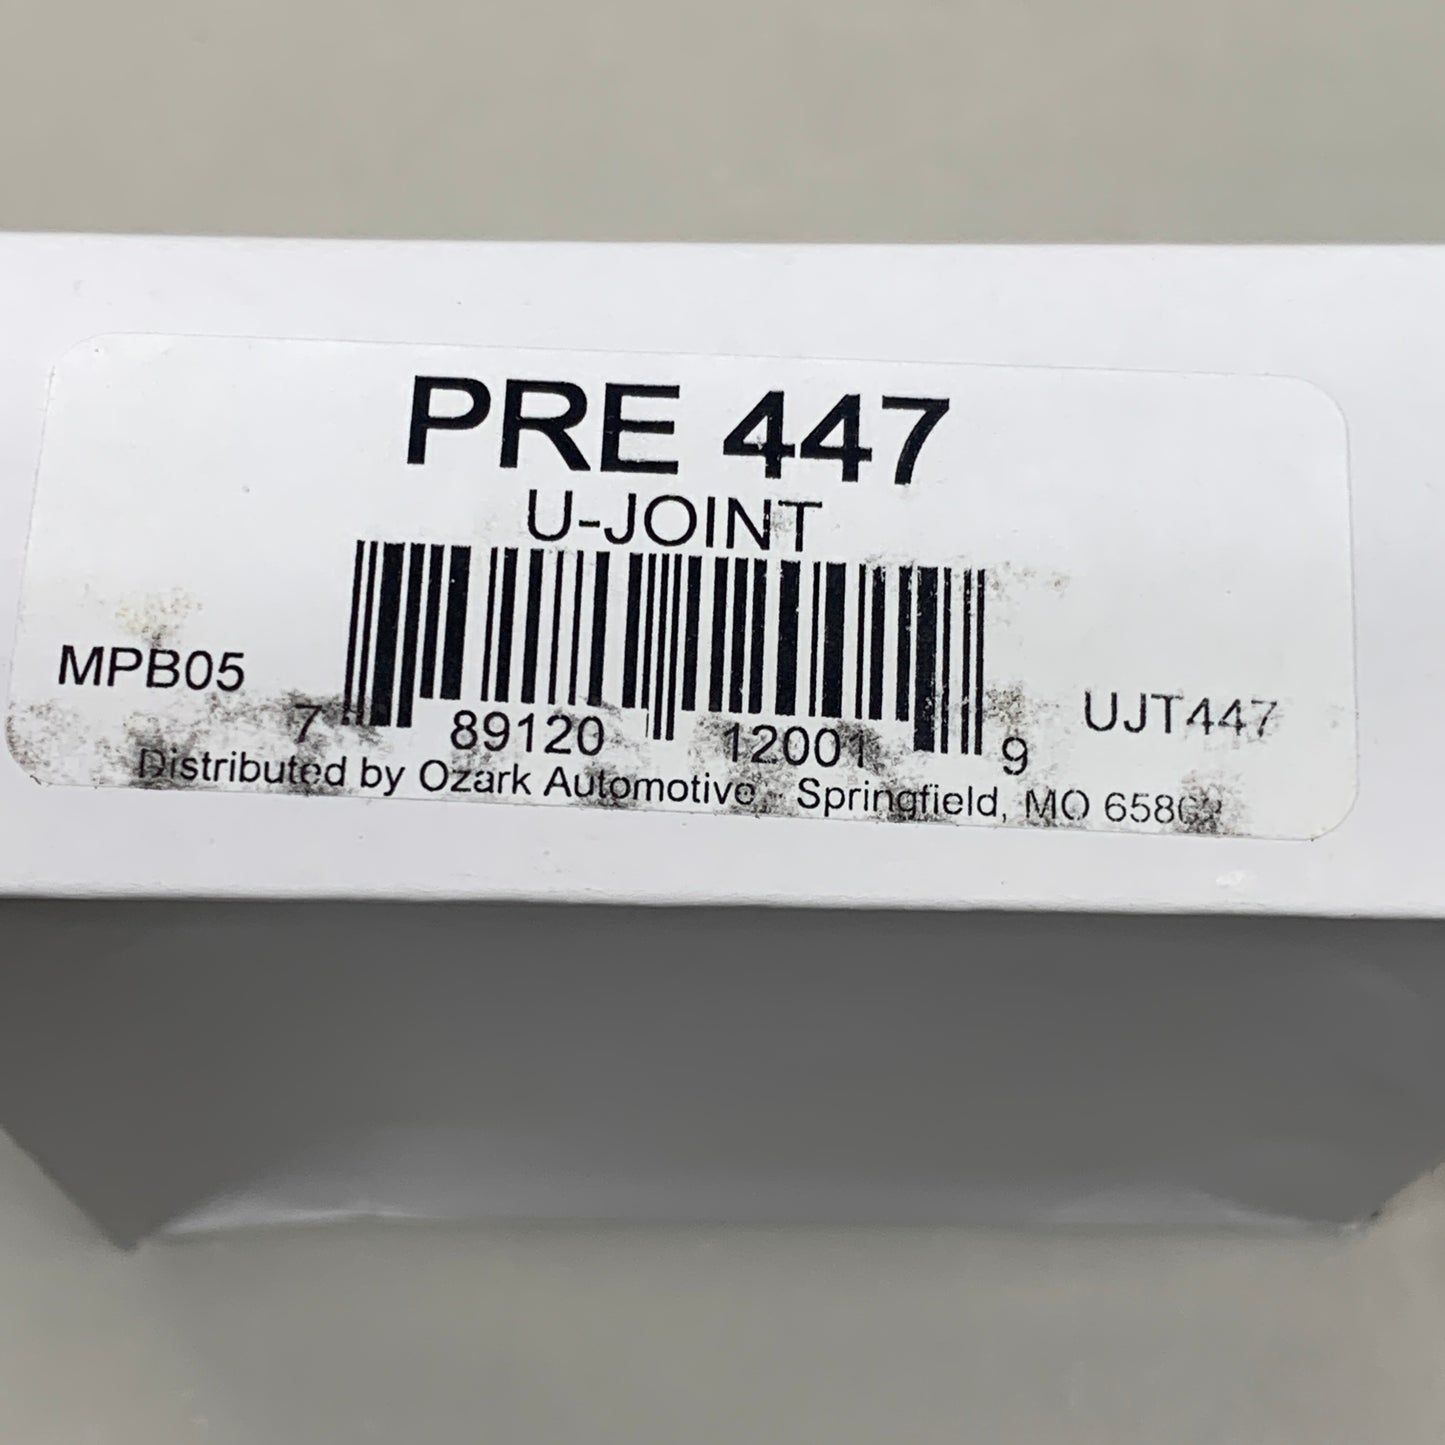 PRE 447
U-JOINT
MPB05
UJT447
7 89120 12001 9
Distributed by Ozark Automotive - Springfield, MO